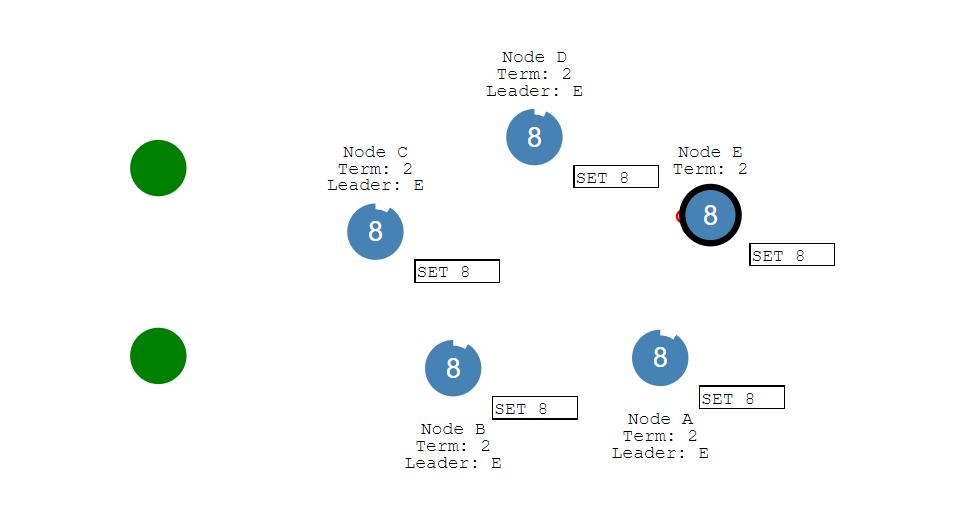 Node D
Term: 2
Leader: E
8
SET 8
Node C
Term: 2
Leader: E
8
SET 8
Node E
Term: 2
8
SET 8
8
SET 8
Node B
Term: 2
Leader: E
8
SET 8
Node A
Term: 2
Leader: E